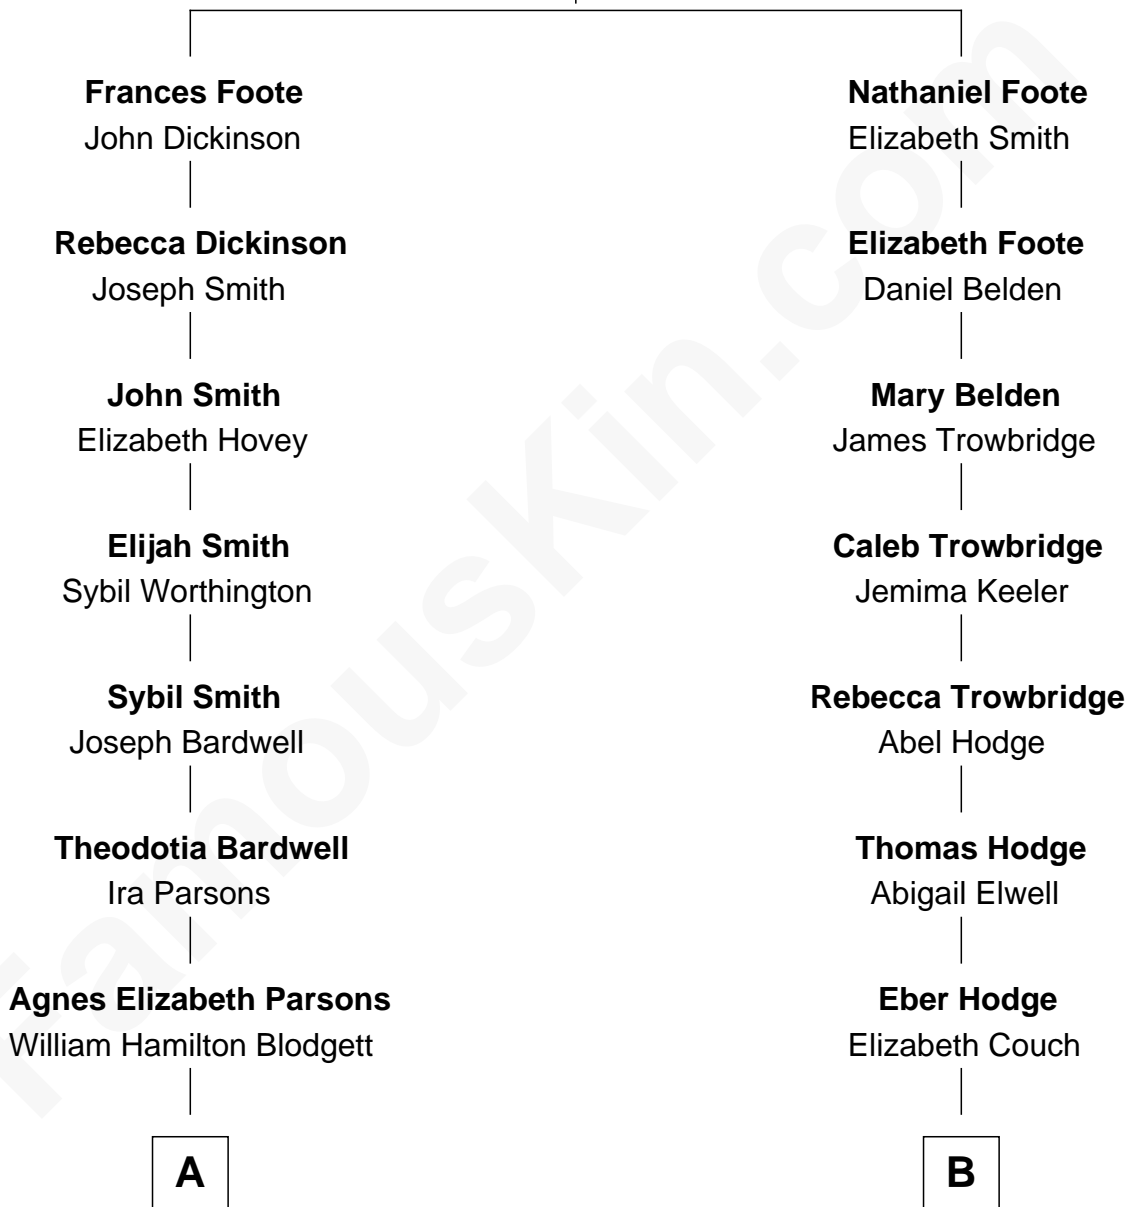 Frances Foote
John Dickinson
Nathaniel Foote
Elizabeth Smith
Rebecca Dickinson
Joseph Smith
Elizabeth Foote
Daniel Belden
John Smith
Elizabeth Hovey
Mary Belden
James Trowbridge
Elijah Smith
Sybil Worthington
Caleb Trowbridge
Jemima Keeler
Sybil Smith
Joseph Bardwell
Rebecca Trowbridge
Abel Hodge
Theodotia Bardwell
Ira Parsons
Thomas Hodge
Abigail Elwell
Agnes Elizabeth Parsons
William Hamilton Blodgett
Eber Hodge
Elizabeth Couch
A
B
FamousKin.com